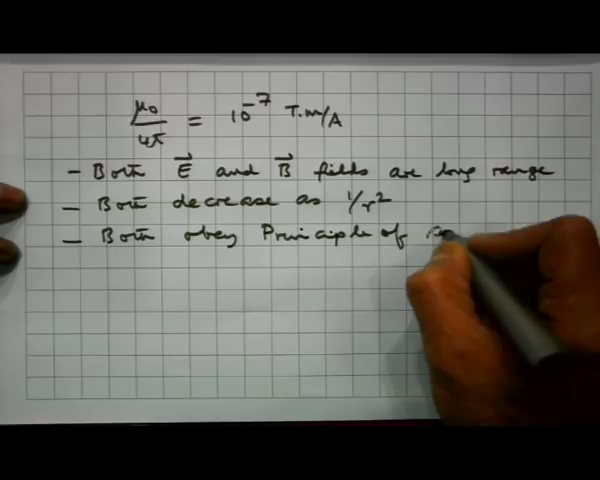 μ₀/4π = 10⁻⁷ T.m/A
- Both E⃗ and B⃗ fields are long range
- Both decrease as 1/r²
- Both obey Principle of